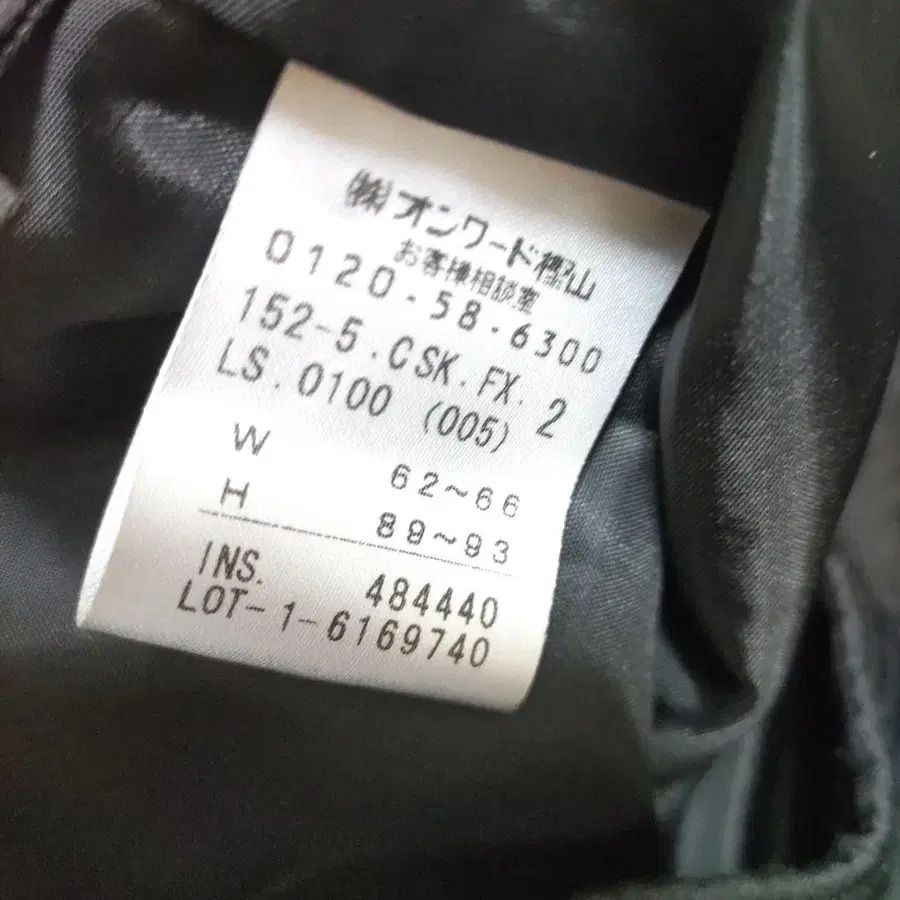 ㈱オンワード樫山
お客様相談室
0120・58・6300
152-5.CSK.FX. 2
LS.0100 (005)
W 62~66
H 89~93
INS. 484440
LOT-1-6169740